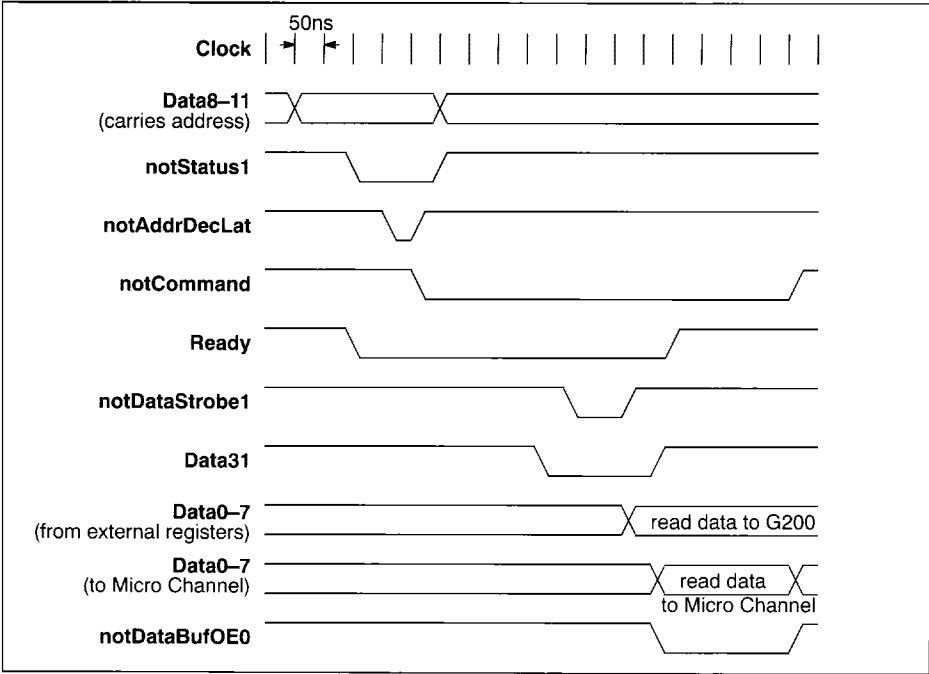 50ns
Clock
Data8–11
(carries address)
notStatus1
notAddrDecLat
notCommand
Ready
notDataStrobe1
Data31
Data0–7
(from external registers)
read data to G200
Data0–7
(to Micro Channel)
read data
to Micro Channel
notDataBufOE0